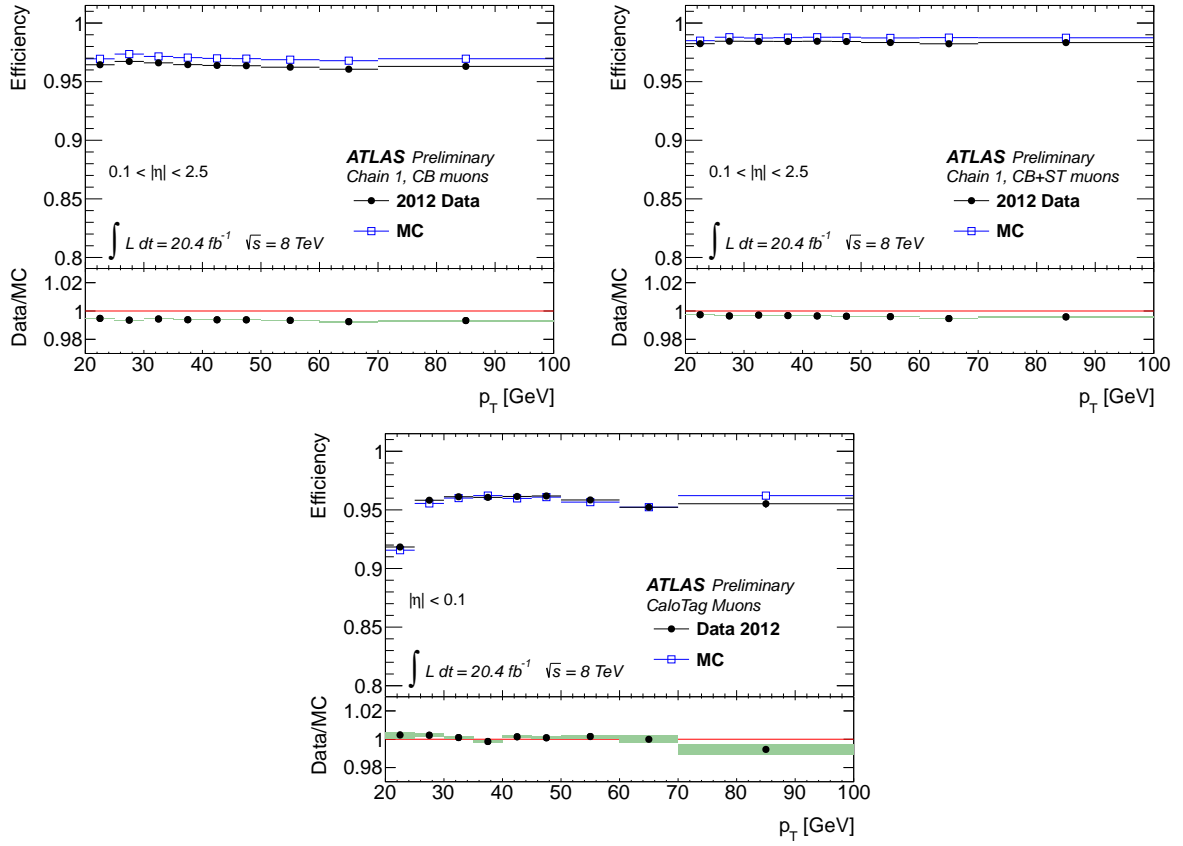 Efficiency
1
0.95
0.9
0.85
0.8
0.1 < |η| < 2.5
ATLAS Preliminary
Chain 1, CB muons
2012 Data
MC
∫ L dt = 20.4 fb⁻¹ √s = 8 TeV
Data/MC
1.02
1
0.98
20 30 40 50 60 70 80 90 100
p_T [GeV]
Efficiency
1
0.95
0.9
0.85
0.8
0.1 < |η| < 2.5
ATLAS Preliminary
Chain 1, CB+ST muons
2012 Data
MC
∫ L dt = 20.4 fb⁻¹ √s = 8 TeV
Data/MC
1.02
1
0.98
20 30 40 50 60 70 80 90 100
p_T [GeV]
Efficiency
1
0.95
0.9
0.85
0.8
|η| < 0.1
ATLAS Preliminary
CaloTag Muons
Data 2012
MC
∫ L dt = 20.4 fb⁻¹ √s = 8 TeV
Data/MC
1.02
1
0.98
20 30 40 50 60 70 80 90 100
p_T [GeV]